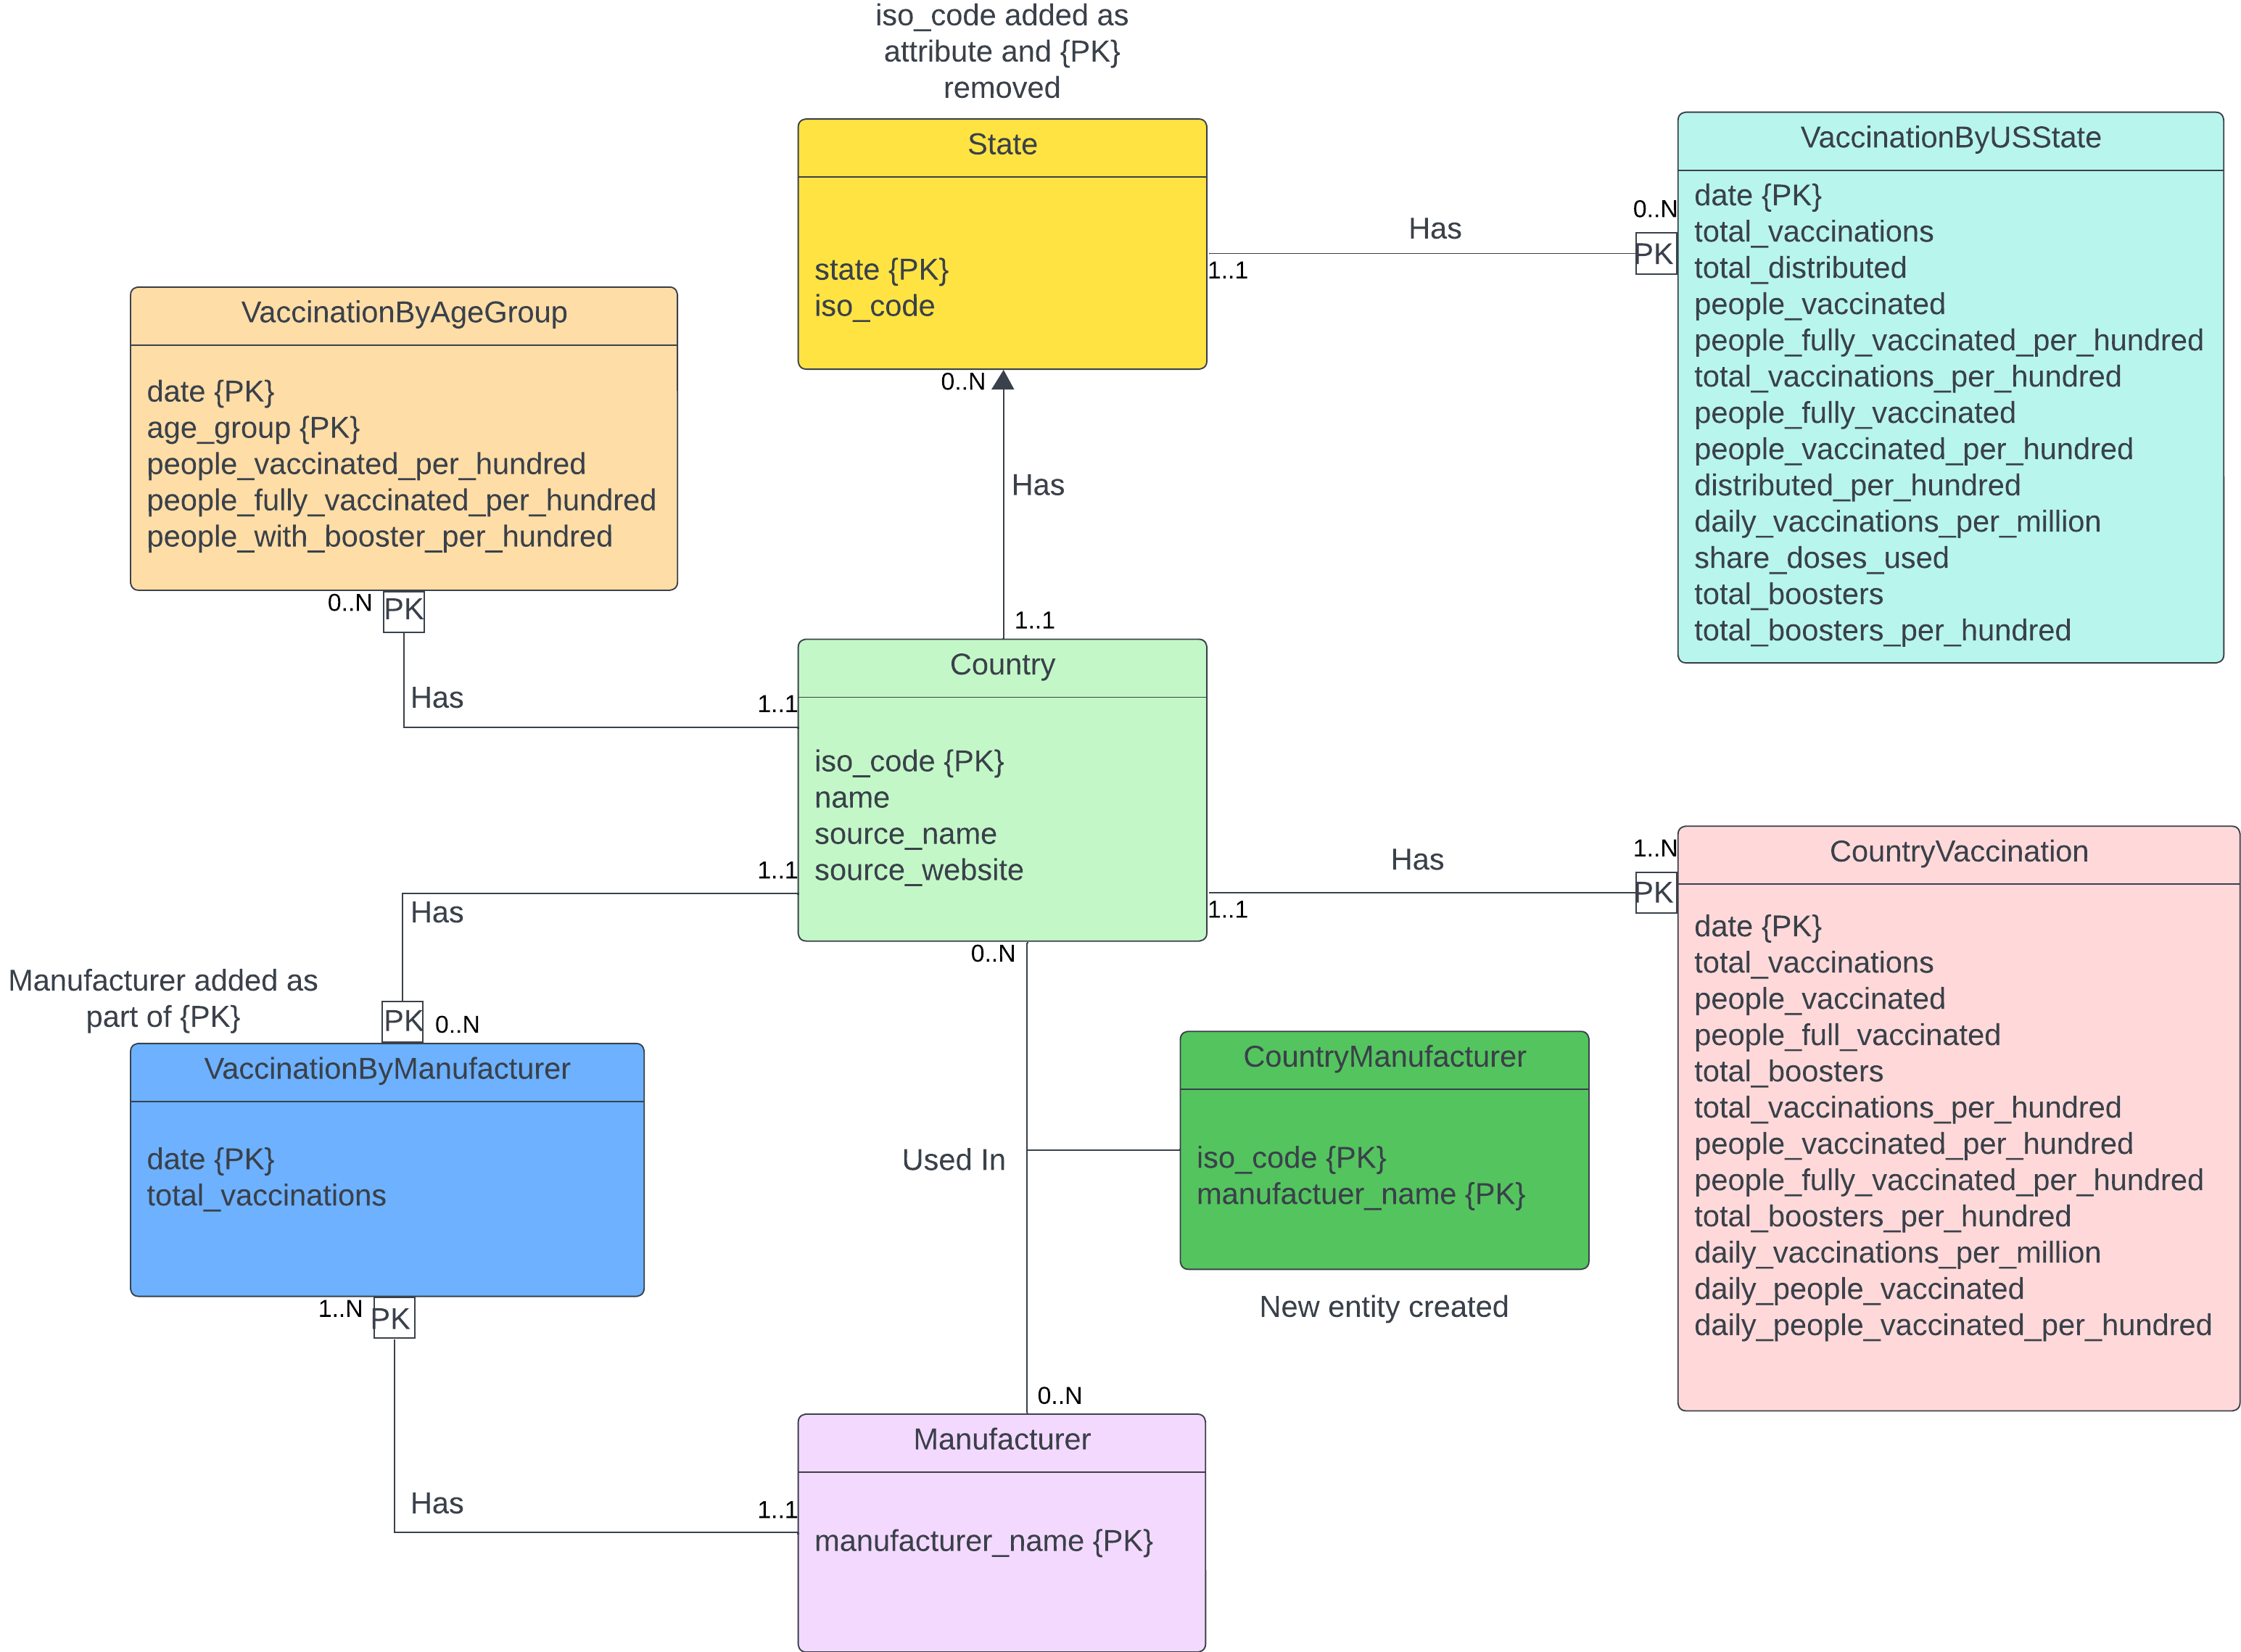 iso_code added as
attribute and {PK}
removed
State
state {PK}
iso_code
Has
1..1
0..N
PK
VaccinationByUSState
date {PK}
total_vaccinations
total_distributed
people_vaccinated
people_fully_vaccinated_per_hundred
total_vaccinations_per_hundred
people_fully_vaccinated
people_vaccinated_per_hundred
distributed_per_hundred
daily_vaccinations_per_million
share_doses_used
total_boosters
total_boosters_per_hundred
VaccinationByAgeGroup
date {PK}
age_group {PK}
people_vaccinated_per_hundred
people_fully_vaccinated_per_hundred
people_with_booster_per_hundred
0..N
PK
Has
1..1
0..N
Has
1..1
Country
iso_code {PK}
name
source_name
source_website
1..1
Has
Has
1..1
1..N
PK
CountryVaccination
date {PK}
total_vaccinations
people_vaccinated
people_full_vaccinated
total_boosters
total_vaccinations_per_hundred
people_vaccinated_per_hundred
people_fully_vaccinated_per_hundred
total_boosters_per_hundred
daily_vaccinations_per_million
daily_people_vaccinated
daily_people_vaccinated_per_hundred
Manufacturer added as
part of {PK}
PK
0..N
VaccinationByManufacturer
date {PK}
total_vaccinations
1..N
PK
Has
1..1
0..N
Used In
0..N
CountryManufacturer
iso_code {PK}
manufactuer_name {PK}
New entity created
Manufacturer
manufacturer_name {PK}